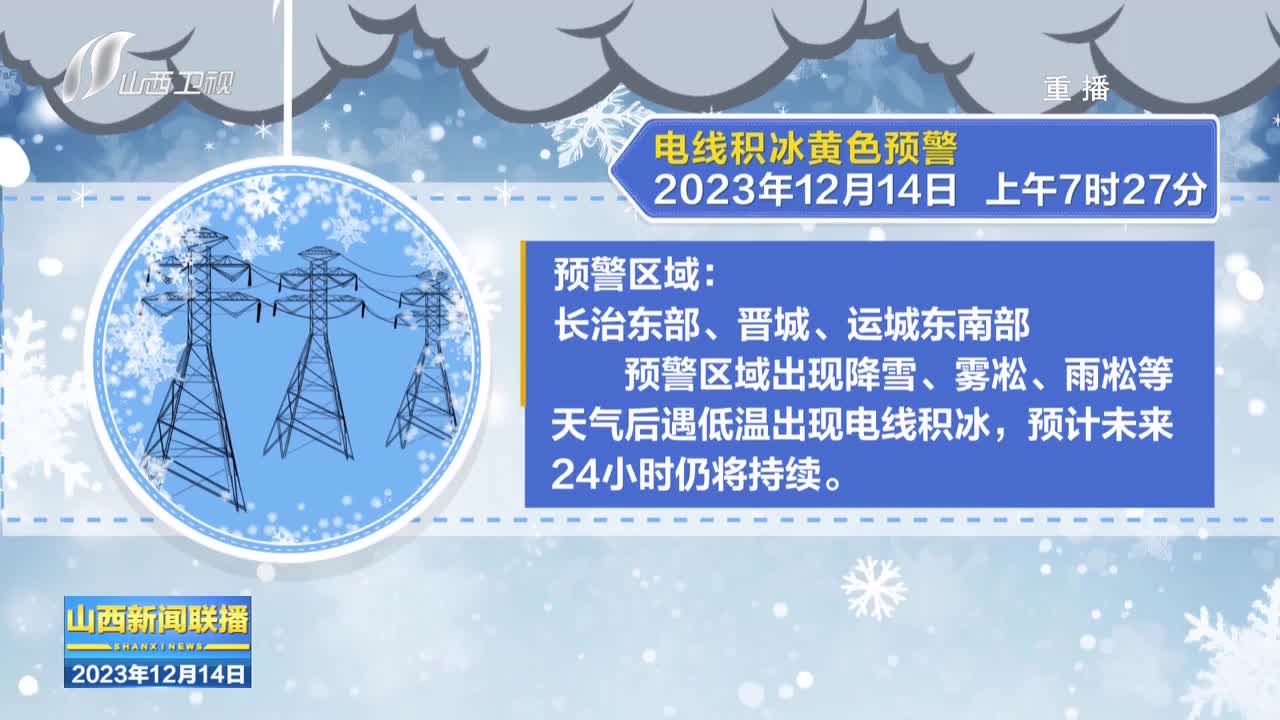 山西卫视
重播
电线积冰黄色预警
2023年12月14日 上午7时27分
预警区域：
长治东部、晋城、运城东南部
预警区域出现降雪、雾凇、雨凇等
天气后遇低温出现电线积冰，预计未来
24小时仍将持续。
山西新闻联播
SHANXI NEWS
2023年12月14日